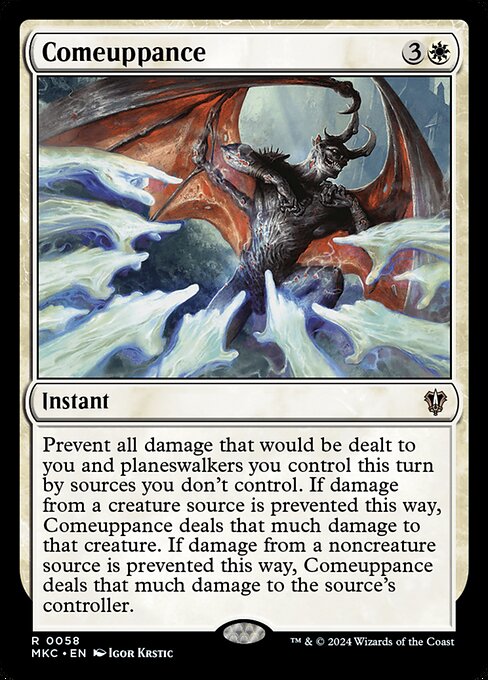 Comeuppance 3
Instant
Prevent all damage that would be dealt to
you and planeswalkers you control this turn
by sources you don't control. If damage
from a creature source is prevented this way,
Comeuppance deals that much damage to
that creature. If damage from a noncreature
source is prevented this way, Comeuppance
deals that much damage to the source's
controller.
R 0058
MKC • EN Igor Krstic
™ & © 2024 Wizards of the Coast